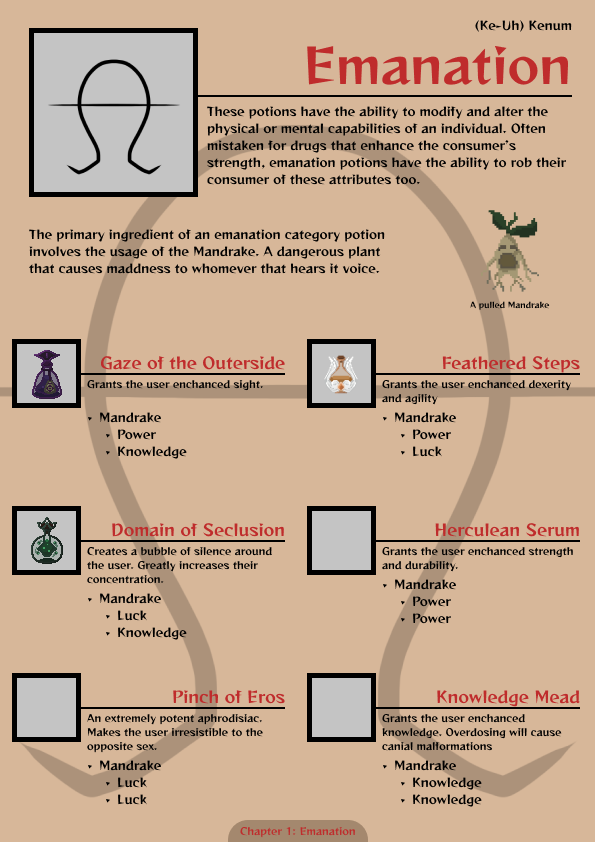 (Ke-Uh) Kenum
Emanation
These potions have the ability to modify and alter the
physical or mental capabilities of an individual. Often
mistaken for drugs that enhance the consumer's
strength, emanation potions have the ability to rob their
consumer of these attributes too.
The primary ingredient of an emanation category potion
involves the usage of the Mandrake. A dangerous plant
that causes maddness to whomever that hears it voice.
A pulled Mandrake
Gaze of the Outerside
Grants the user enchanced sight.
Mandrake
Power
Knowledge
Feathered Steps
Grants the user enchanced dexerity
and agility
Mandrake
Power
Luck
Domain of Seclusion
Creates a bubble of silence around
the user. Greatly increases their
concentration.
Mandrake
Luck
Knowledge
Herculean Serum
Grants the user enchanced strength
and durability.
Mandrake
Power
Power
Pinch of Eros
An extremely potent aphrodisiac.
Makes the user irresistible to the
opposite sex.
Mandrake
Luck
Luck
Knowledge Mead
Grants the user enchanced
knowledge. Overdosing will cause
canial malformations
Mandrake
Knowledge
Knowledge
Chapter 1: Emanation